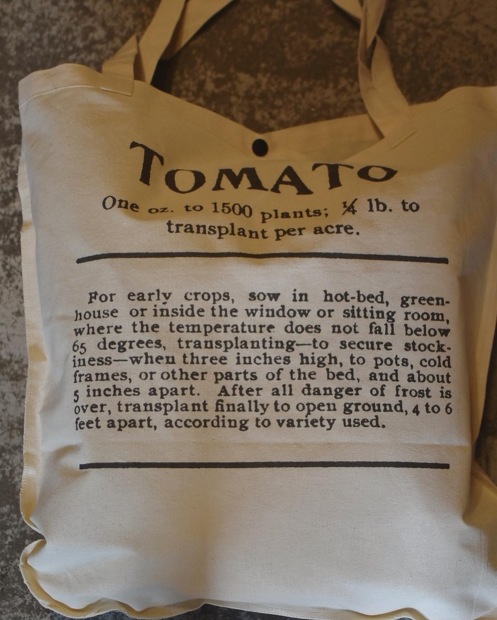 TOMATO
One oz. to 1500 plants; ¼ lb. to
transplant per acre.
For early crops, sow in hot-bed, green-
house or inside the window or sitting room,
where the temperature does not fall below
65 degrees, transplanting—to secure stock-
iness—when three inches high, to pots, cold
frames, or other parts of the bed, and about
5 inches apart. After all danger of frost is
over, transplant finally to open ground, 4 to 6
feet apart, according to variety used.